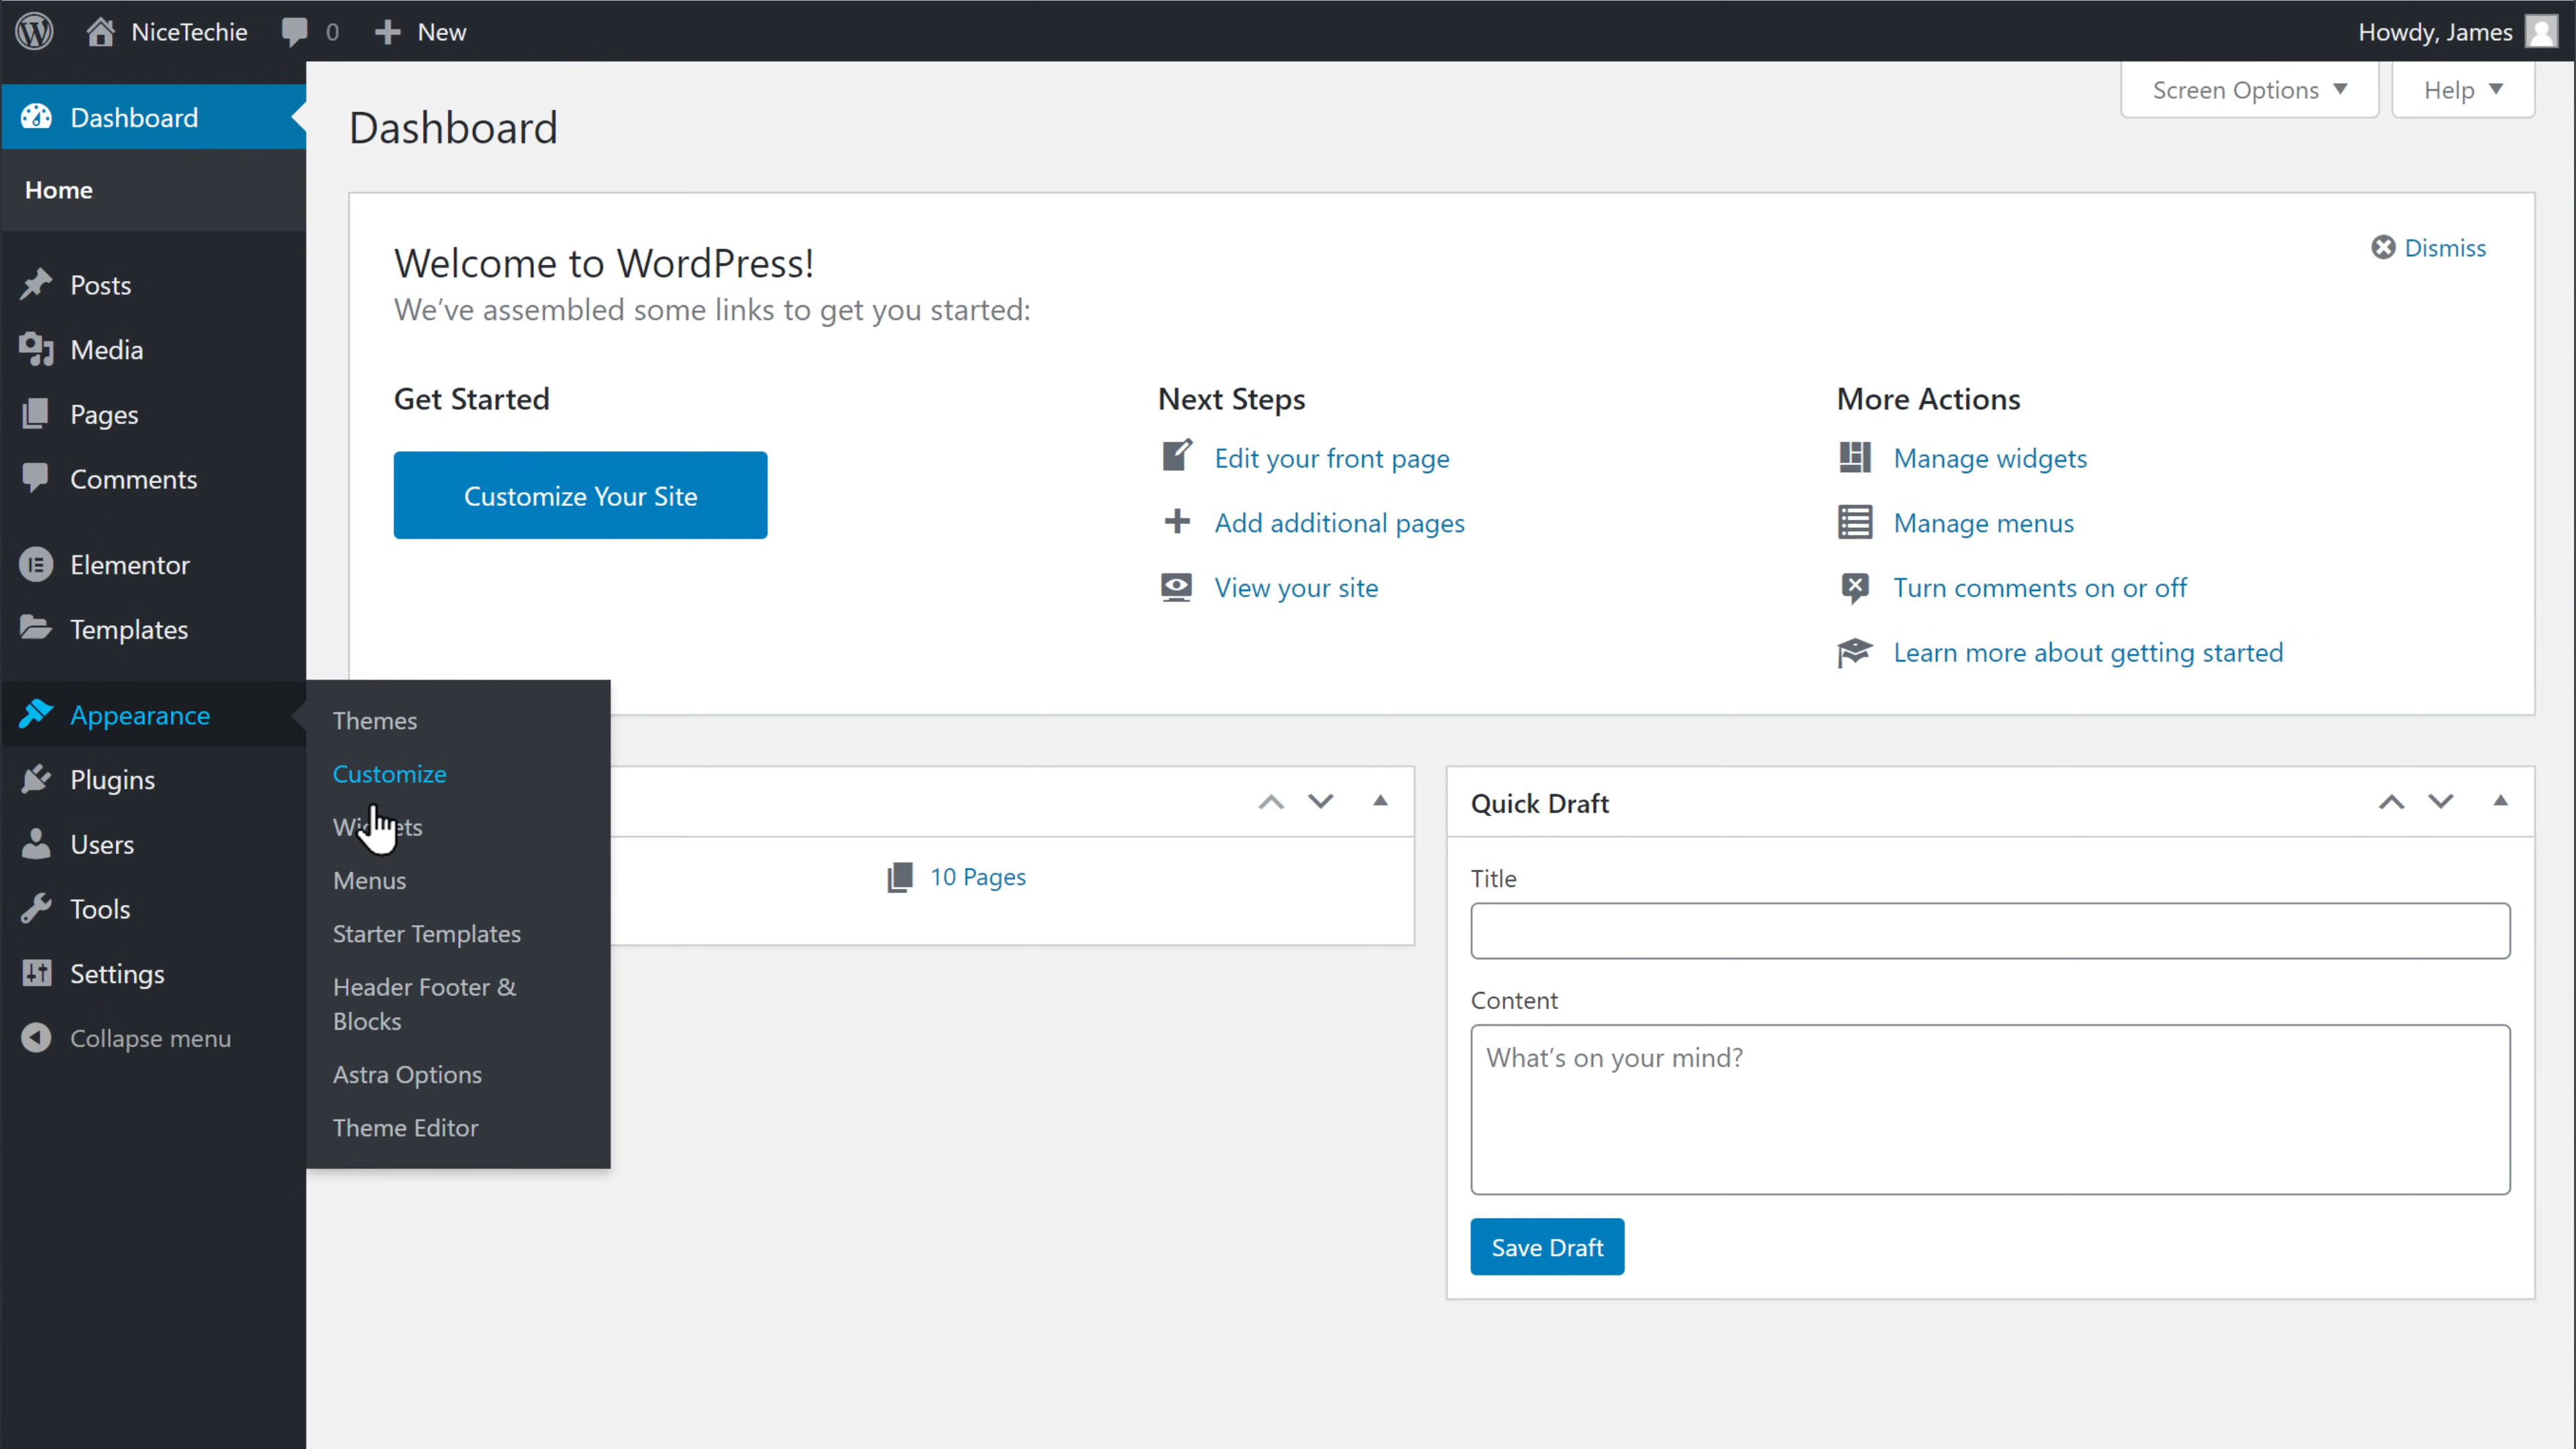 NiceTechie
0
New
Howdy, James
Dashboard
Home
Posts
Media
Pages
Comments
Elementor
Templates
Appearance
Plugins
Users
Tools
Settings
Collapse menu
Themes
Customize
Menus
Starter Templates
Header Footer &
Blocks
Astra Options
Theme Editor
Screen Options
Help
Dashboard
Welcome to WordPress!
We've assembled some links to get you started:
Dismiss
Get Started
Customize Your Site
Next Steps
Edit your front page
Add additional pages
View your site
More Actions
Manage widgets
Manage menus
Turn comments on or off
Learn more about getting started
10 Pages
Quick Draft
Title
Content
What's on your mind?
Save Draft